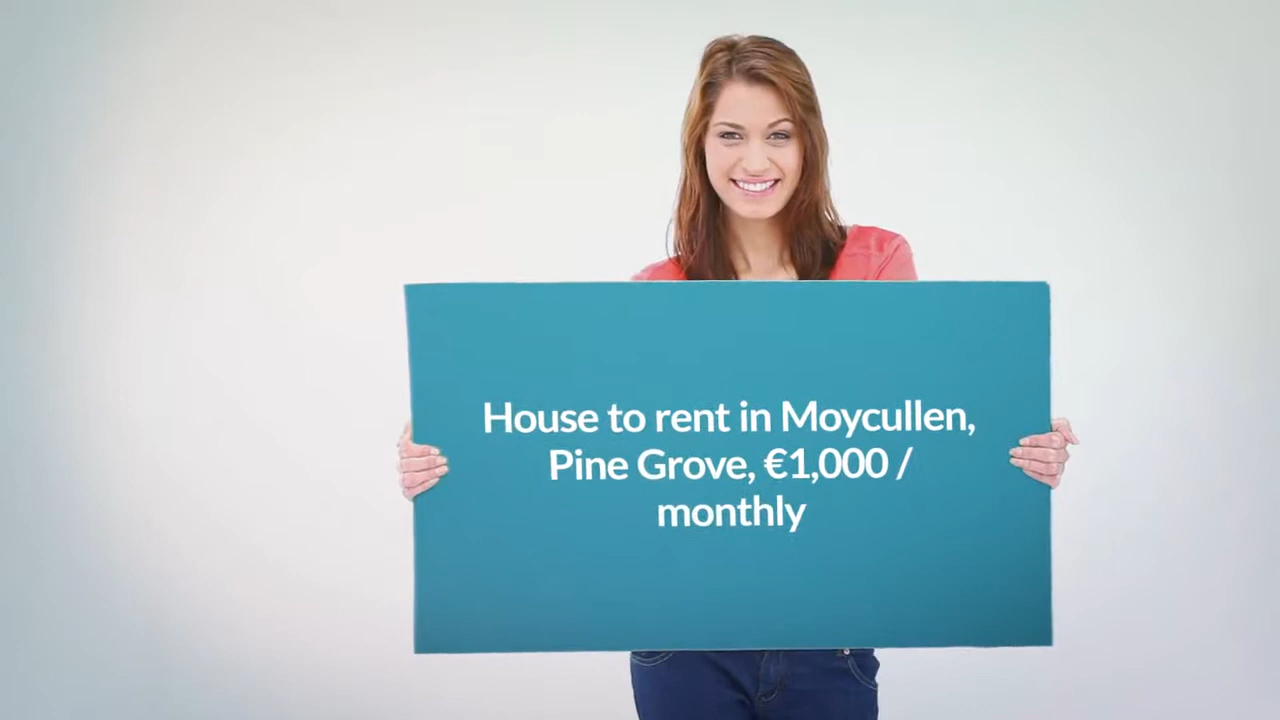 House to rent in Moycullen,
Pine Grove, €1,000 /
monthly